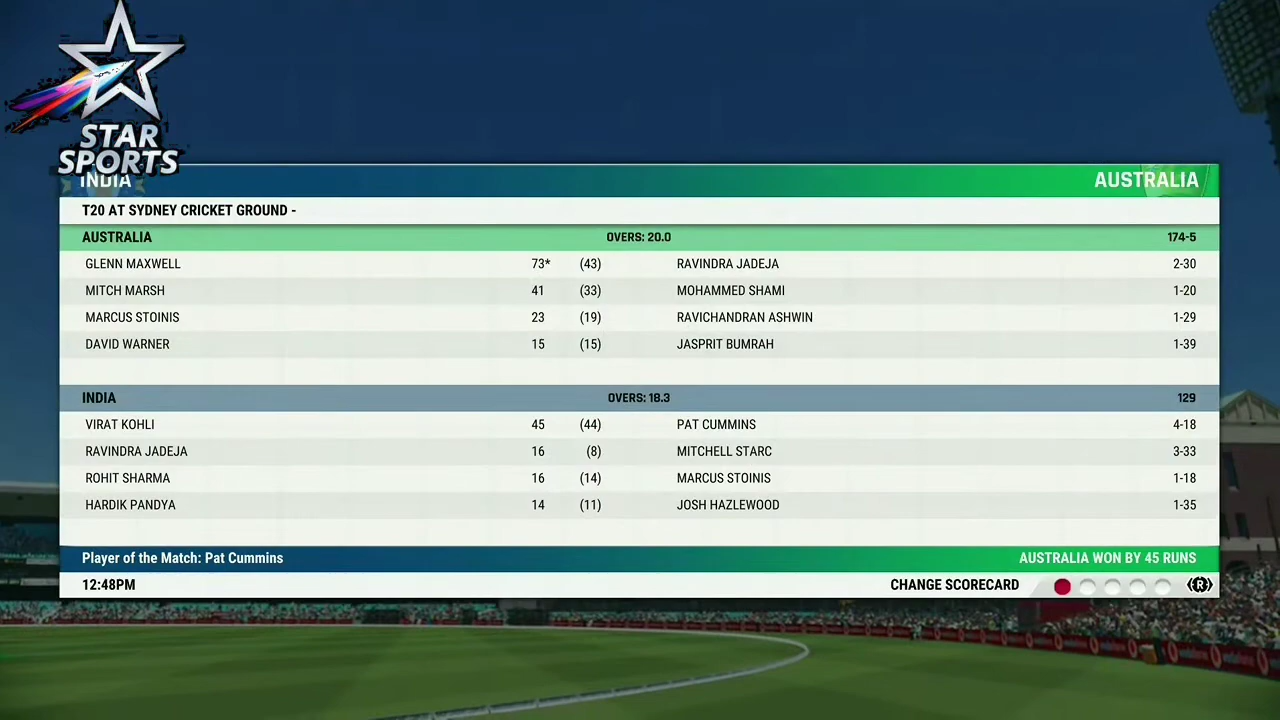 STAR
SPORTS
INDIA AUSTRALIA
T20 AT SYDNEY CRICKET GROUND -
AUSTRALIA OVERS: 20.0 174-5
GLENN MAXWELL 73* (43) RAVINDRA JADEJA 2-30
MITCH MARSH 41 (33) MOHAMMED SHAMI 1-20
MARCUS STOINIS 23 (19) RAVICHANDRAN ASHWIN 1-29
DAVID WARNER 15 (15) JASPRIT BUMRAH 1-39
INDIA OVERS: 18.3 129
VIRAT KOHLI 45 (44) PAT CUMMINS 4-18
RAVINDRA JADEJA 16 (8) MITCHELL STARC 3-33
ROHIT SHARMA 16 (14) MARCUS STOINIS 1-18
HARDIK PANDYA 14 (11) JOSH HAZLEWOOD 1-35
Player of the Match: Pat Cummins AUSTRALIA WON BY 45 RUNS
12:48PM CHANGE SCORECARD R